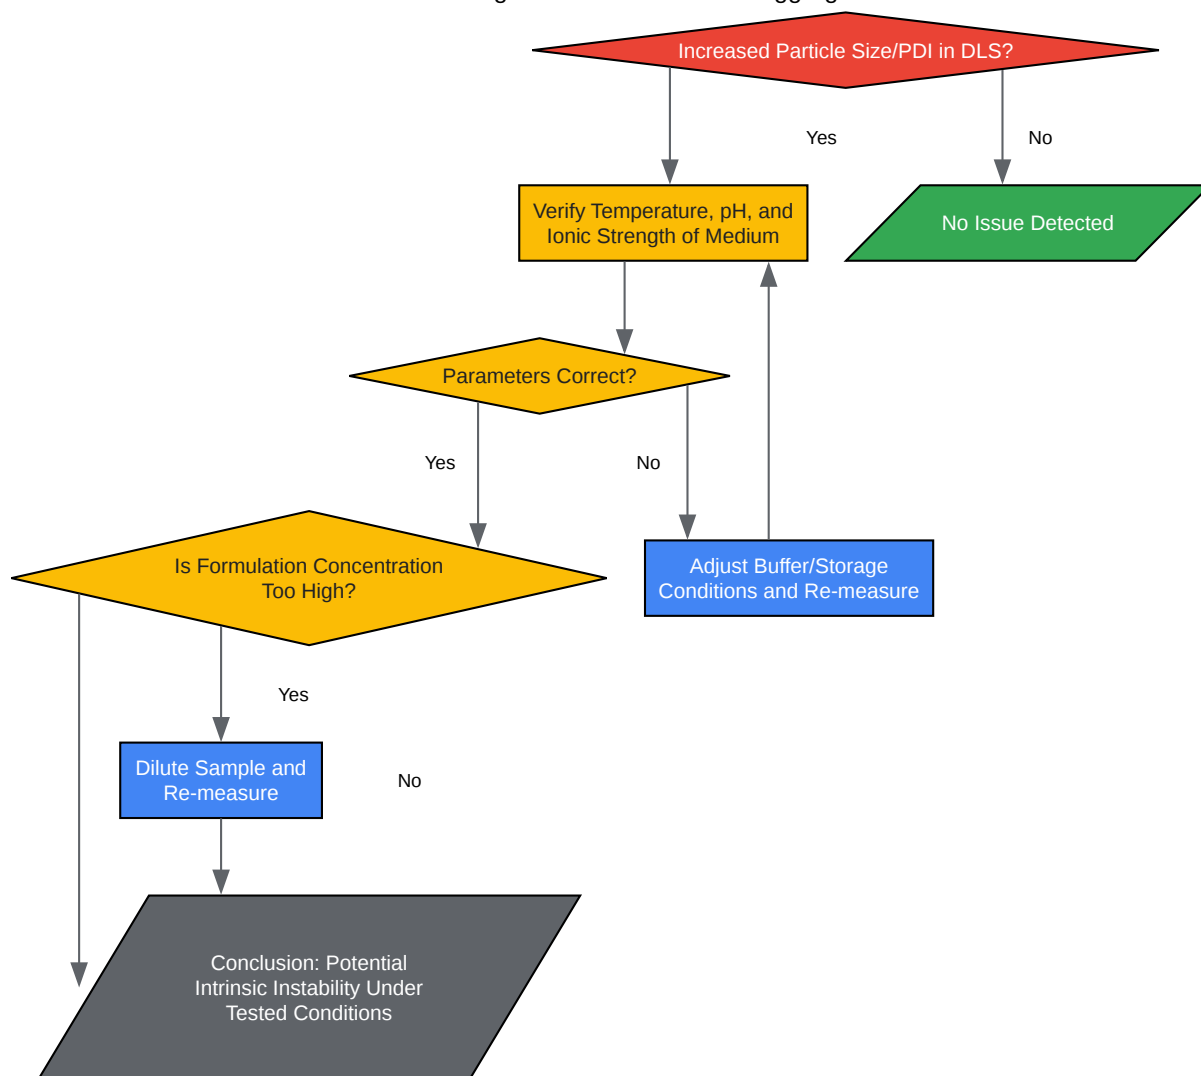 Increased Particle Size/PDI in DLS?
Yes
No
Verify Temperature, pH, and
Ionic Strength of Medium
No Issue Detected
Parameters Correct?
Yes
No
Is Formulation Concentration
Too High?
Adjust Buffer/Storage
Conditions and Re-measure
Yes
Dilute Sample and
Re-measure
No
Conclusion: Potential
Intrinsic Instability Under
Tested Conditions